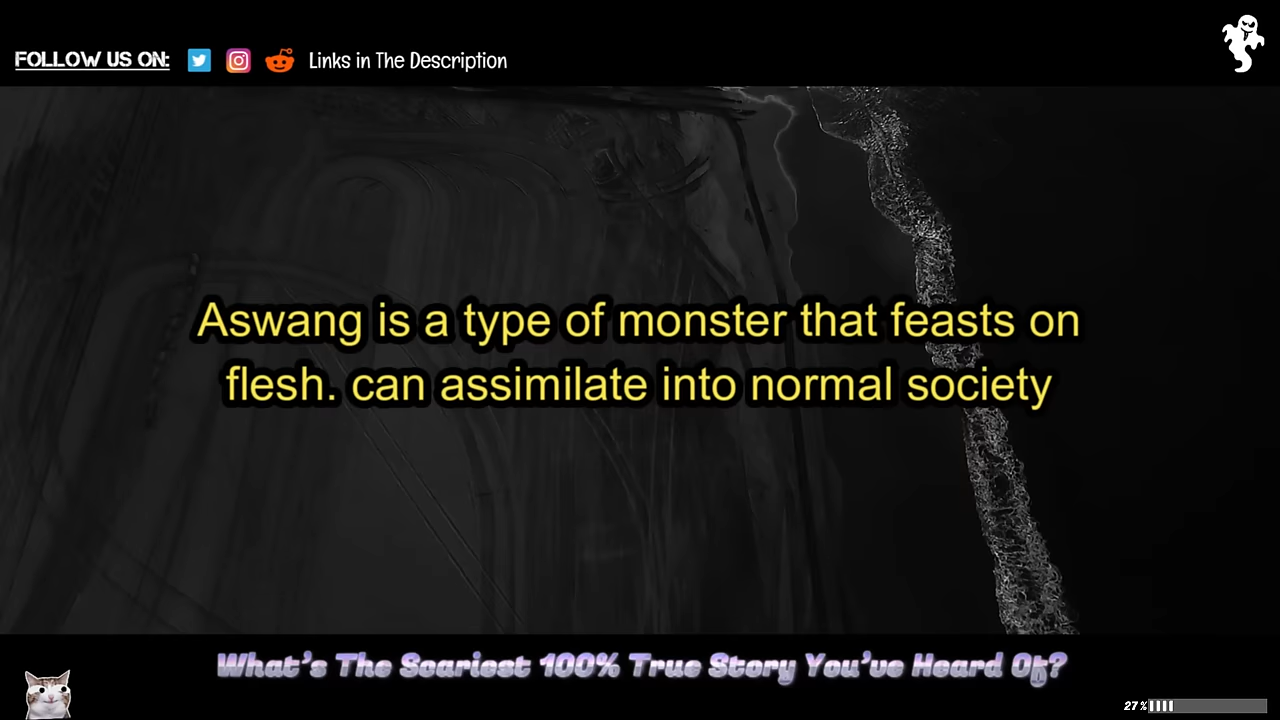 FOLLOW US ON:
Links in The Description
Aswang is a type of monster that feasts on
flesh. can assimilate into normal society
What's The Scariest 100% True Story You've Heard Of?
27%